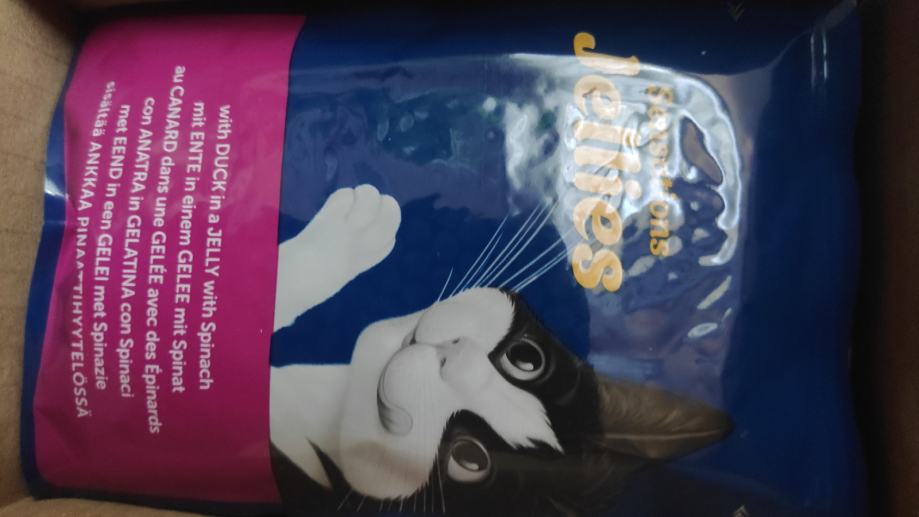 Sensations
Jellies
with DUCK in a JELLY with Spinach
mit ENTE in einem GELEE mit Spinat
au CANARD dans une GELÉE avec des Épinards
con ANATRA in GELATINA con Spinaci
met EEND in een GELEI met Spinazie
sisältää ANKKAA PINAATTIHYYTELÖSSÄ